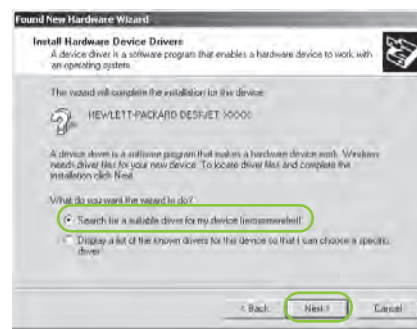 Found New Hardware Wizard
Install Hardware Device Drivers
A device driver is a software program that enables a hardware device to work with
an operating system.
This wizard will complete the installation for this device:
HEWLETT-PACKARD DESKJET XXXXX
A device driver is a software program that makes a hardware device work. Windows
needs driver files for your new device. To locate driver files and complete the
installation click Next.
What do you want the wizard to do?
Search for a suitable driver for my device (recommended)
Display a list of the known drivers for this device so that I can choose a specific
driver
< Back
Next >
Cancel